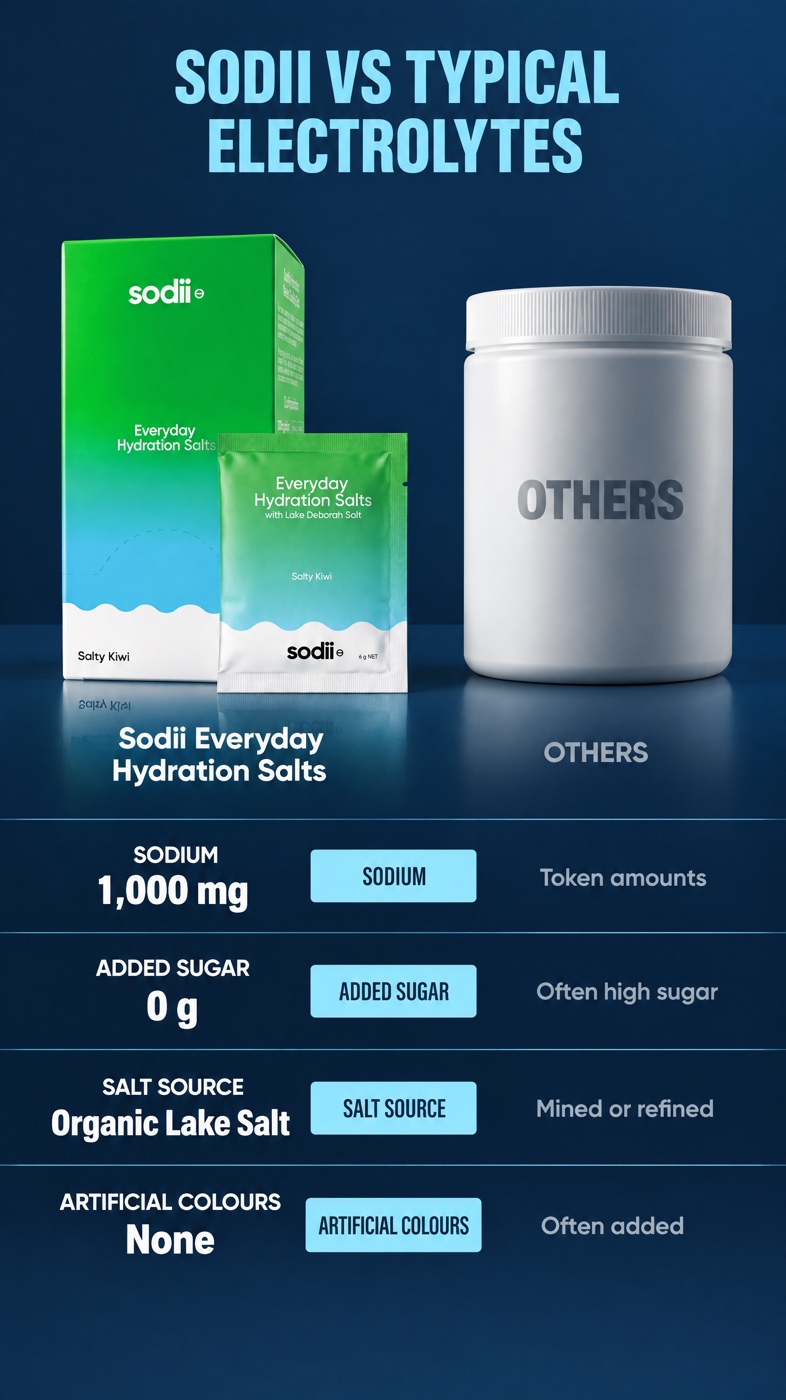 SODII VS TYPICAL
ELECTROLYTES
sodii
Everyday
Hydration Salts
Salty Kiwi
Everyday
Hydration Salts
with Lake Deborah Salt
Salty Kiwi
sodii
6 g NET
OTHERS
Sodii Everyday
Hydration Salts
OTHERS
SODIUM
1,000 mg
SODIUM
Token amounts
ADDED SUGAR
0 g
ADDED SUGAR
Often high sugar
SALT SOURCE
Organic Lake Salt
SALT SOURCE
Mined or refined
ARTIFICIAL COLOURS
None
ARTIFICIAL COLOURS
Often added